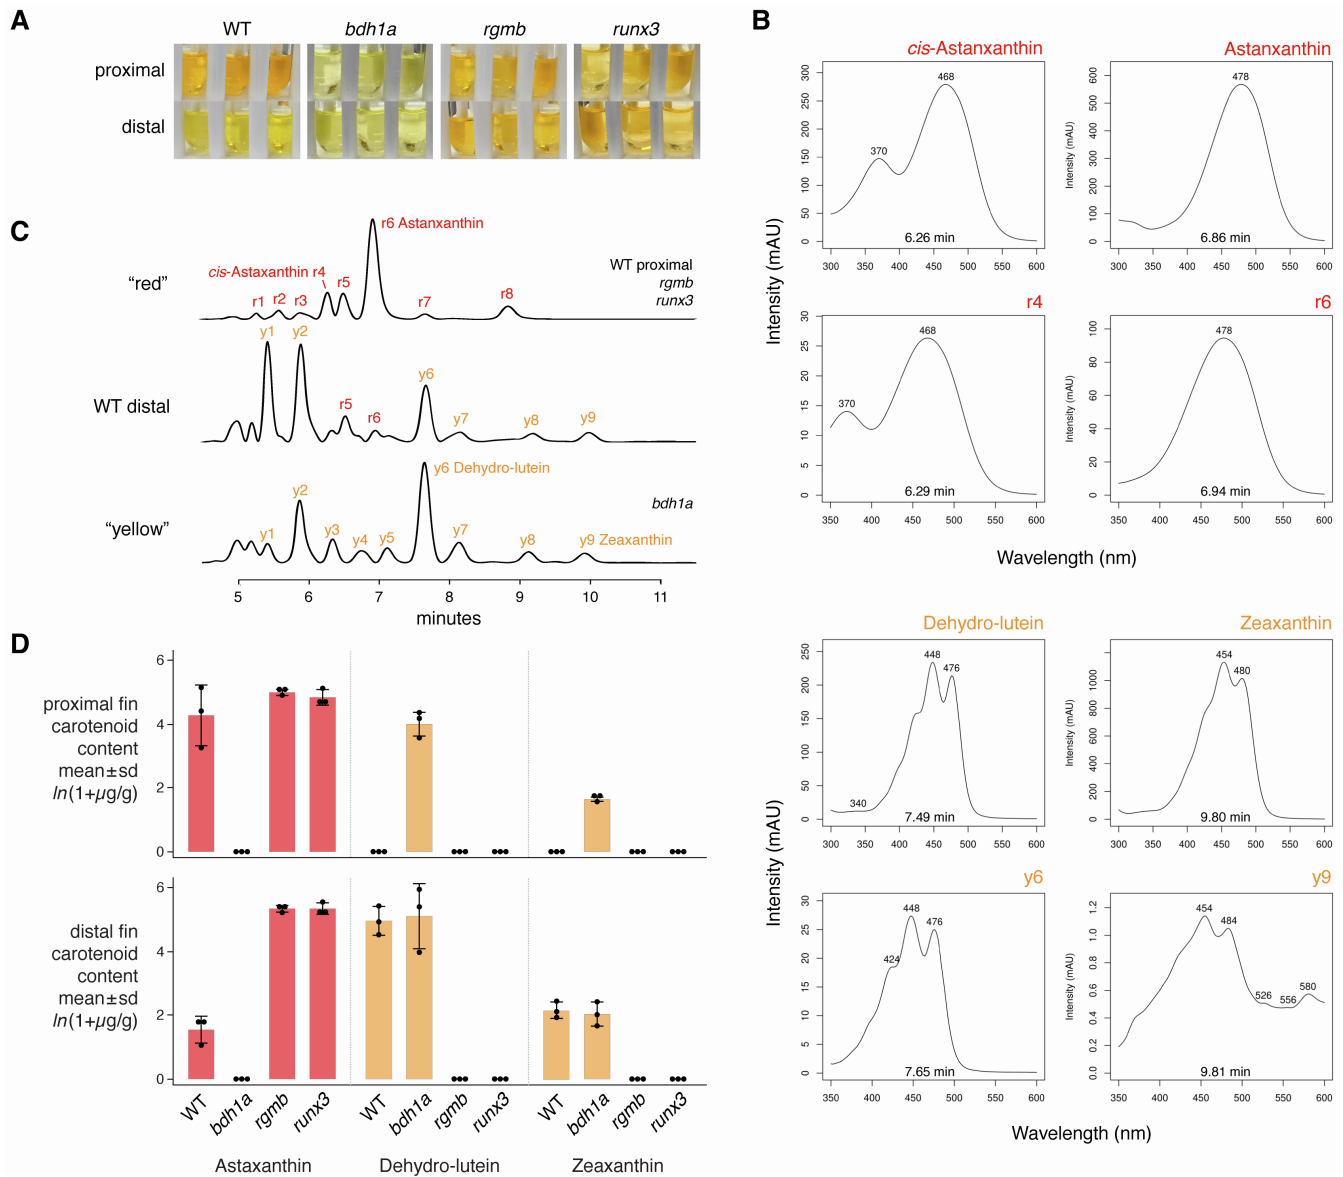 A
WT
bdh1a
rgmb
runx3
proximal
distal
B
cis-Astanxanthin
Astanxanthin
Intensity (mAU)
0
50
100
150
200
250
300
370
468
6.26 min
300 350 400 450 500 550 600
Intensity (mAU)
0
100
200
300
400
500
600
478
6.86 min
300 350 400 450 500 550 600
r4
r6
0
5
10
15
20
25
30
370
468
6.29 min
350 400 450 500 550 600
Intensity (mAU)
0
20
40
60
80
100
478
6.94 min
350 400 450 500 550 600
Wavelength (nm)
Dehydro-lutein
Zeaxanthin
Intensity (mAU)
0
50
100
150
200
250
340
448
476
7.49 min
300 350 400 450 500 550 600
Intensity (mAU)
0
200
400
600
800
1000
454
480
9.80 min
300 350 400 450 500 550 600
y6
y9
0
5
10
15
20
25
30
424
448
476
7.65 min
350 400 450 500 550 600
Intensity (mAU)
0.0
0.2
0.4
0.6
0.8
1.0
1.2
454
484
526
556
580
9.81 min
350 400 450 500 550 600
Wavelength (nm)
C
"red"
r1
r2
r3
cis-Astaxanthin r4
r5
r6 Astanxanthin
r7
r8
WT proximal
rgmb
runx3
WT distal
y1
y2
r5
r6
y6
y7
y8
y9
"yellow"
y1
y2
y3
y4
y5
y6 Dehydro-lutein
y7
y8
y9 Zeaxanthin
bdh1a
5 6 7 8 9 10 11
minutes
D
proximal fin
carotenoid
content
mean±sd
ln(1+µg/g)
6
4
2
0
distal fin
carotenoid
content
mean±sd
ln(1+µg/g)
6
4
2
0
WT bdh1a rgmb runx3
WT bdh1a rgmb runx3
WT bdh1a rgmb runx3
Astaxanthin
Dehydro-lutein
Zeaxanthin